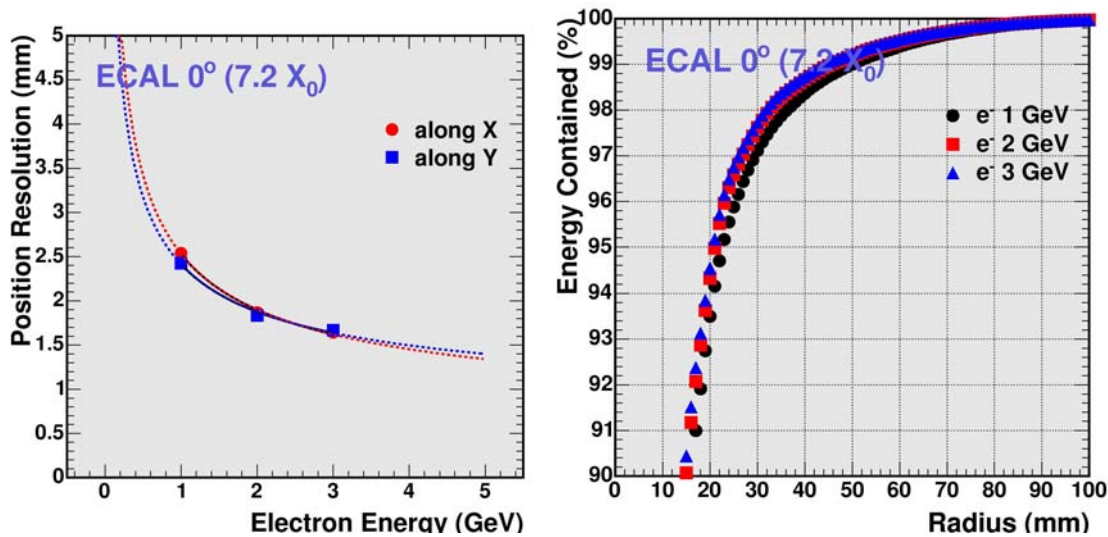 Position Resolution (mm)
5
4.5
4
3.5
3
2.5
2
1.5
1
0.5
0
ECAL 0° (7.2 X₀)
along X
along Y
0 1 2 3 4 5
Electron Energy (GeV)
Energy Contained (%)
100
99
98
97
96
95
94
93
92
91
90
ECAL 0° (7.2 X₀)
e⁻ 1 GeV
e⁻ 2 GeV
e⁻ 3 GeV
0 10 20 30 40 50 60 70 80 90 100
Radius (mm)